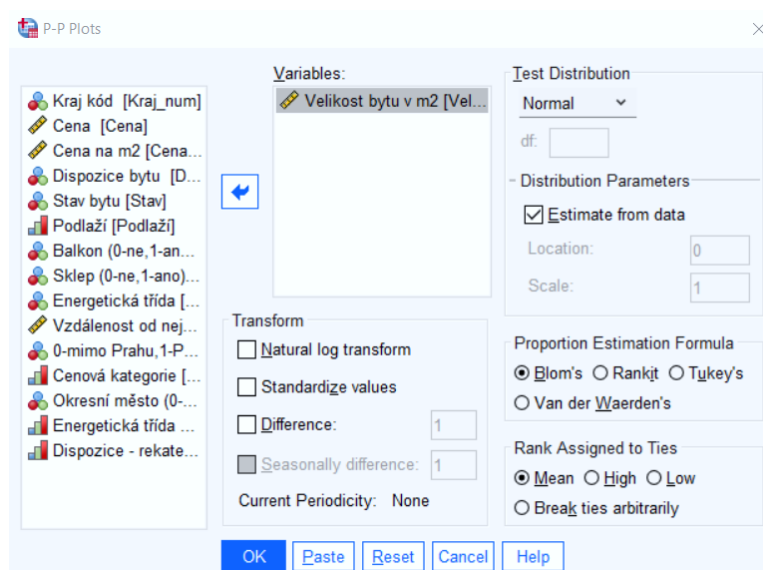 P-P Plots
Kraj kód [Kraj_num]
Cena [Cena]
Cena na m2 [Cena...
Dispozice bytu [D...
Stav bytu [Stav]
Podlaží [Podlaží]
Balkon (0-ne,1-an...
Sklep (0-ne,1-ano)...
Energetická třída [...
Vzdálenost od nej...
0-mimo Prahu,1-P...
Cenová kategorie [...
Okresní město (0-...
Energetická třída ...
Dispozice - rekate...
Variables:
Velikost bytu v m2 [Vel...
Transform
Natural log transform
Standardize values
Difference: 1
Seasonally difference: 1
Current Periodicity: None
Test Distribution
Normal
df:
Distribution Parameters
Estimate from data
Location: 0
Scale: 1
Proportion Estimation Formula
Blom's Rankit Tukey's
Van der Waerden's
Rank Assigned to Ties
Mean High Low
Break ties arbitrarily
OK Paste Reset Cancel Help